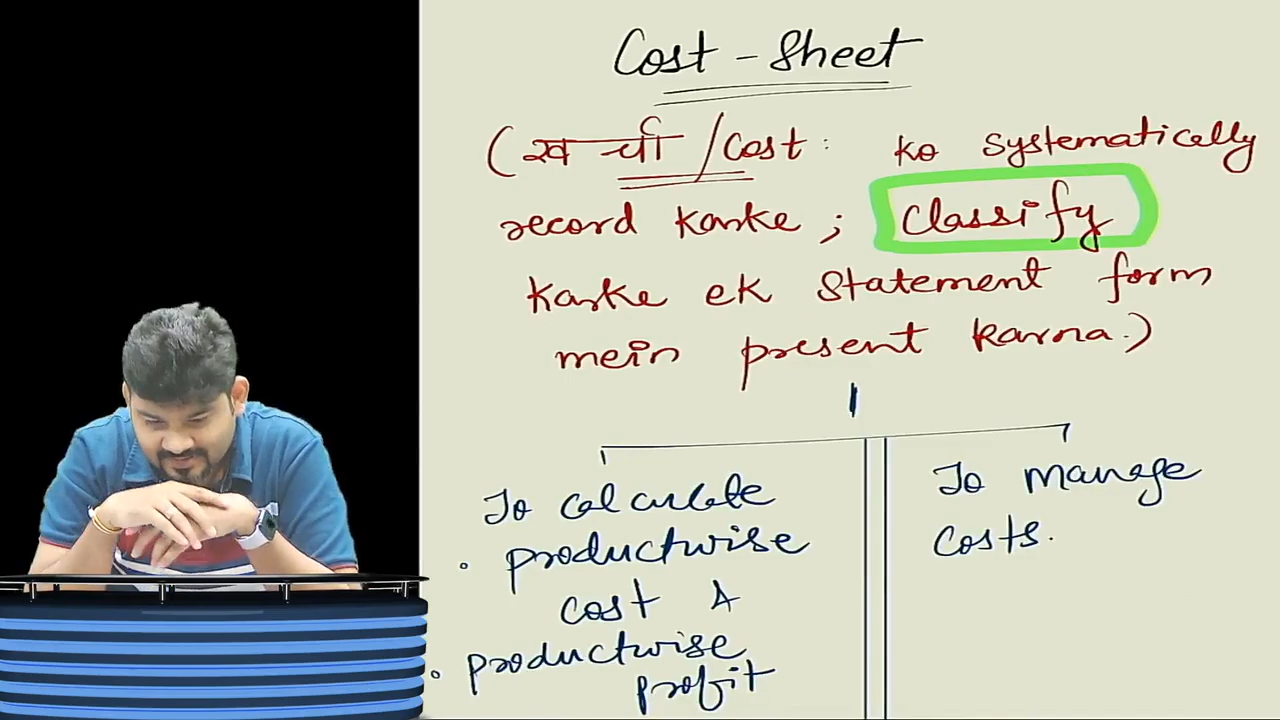 Cost - Sheet
(खर्चा / Cost : ko systematically
record karke ; Classify
karke ek statement form
mein present karna.)
To calculate
• productwise
cost &
• productwise
profit
To manage
costs.